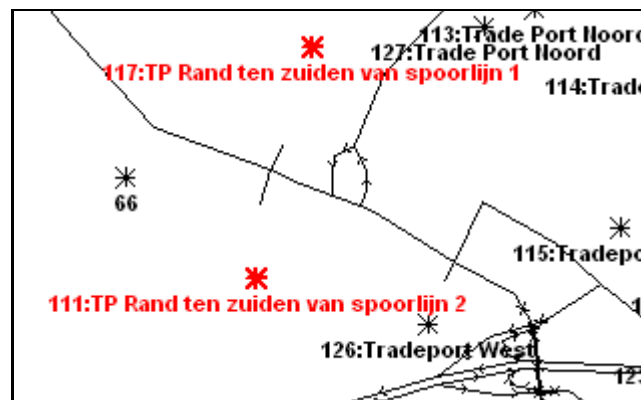 113:Trade Port Noord
127:Trade Port Noord
117:TP Rand ten zuiden van spoorlijn 1
114:Trade
66
115:Tradepo
111:TP Rand ten zuiden van spoorlijn 2
126:Tradeport West